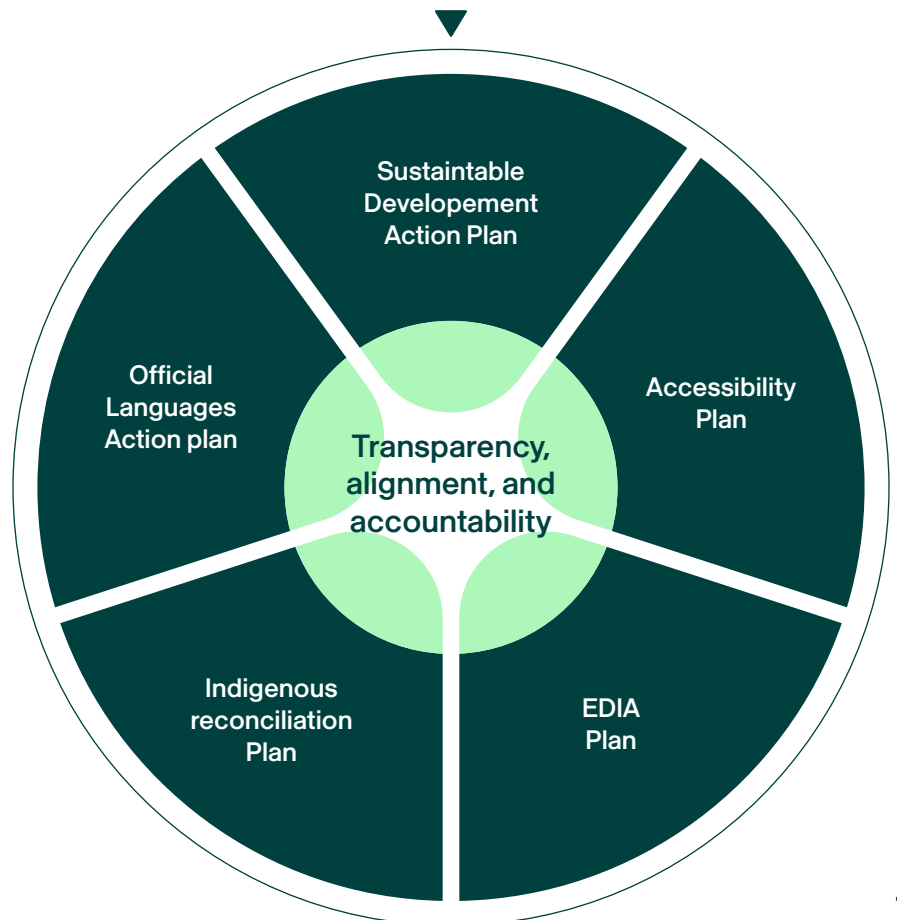 Sustaintable
Developement
Action Plan
Accessibility
Plan
EDIA
Plan
Indigenous
reconciliation
Plan
Official
Languages
Action plan
Transparency,
alignment, and
accountability